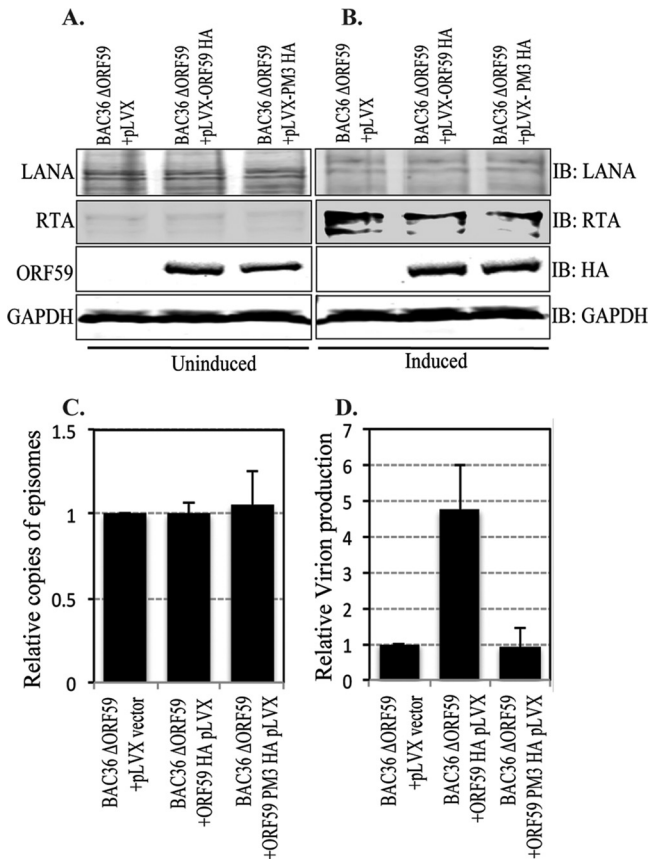 A.
B.
BAC36 ΔORF59
+pLVX
BAC36 ΔORF59
+pLVX-ORF59 HA
BAC36 ΔORF59
+pLVX-PM3 HA
BAC36 ΔORF59
+pLVX
BAC36 ΔORF59
+pLVX-ORF59 HA
BAC36 ΔORF59
+pLVX- PM3 HA
LANA
IB: LANA
RTA
IB: RTA
ORF59
IB: HA
GAPDH
IB: GAPDH
Uninduced
Induced
C.
Relative copies of episomes
1.5
1
0.5
0
BAC36 ΔORF59
+pLVX vector
BAC36 ΔORF59
+ORF59 HA pLVX
BAC36 ΔORF59
+ORF59 PM3 HA pLVX
D.
Relative Virion production
7
6
5
4
3
2
1
0
BAC36 ΔORF59
+pLVX vector
BAC36 ΔORF59
+ORF59 HA pLVX
BAC36 ΔORF59
+ORF59 PM3 HA pLVX